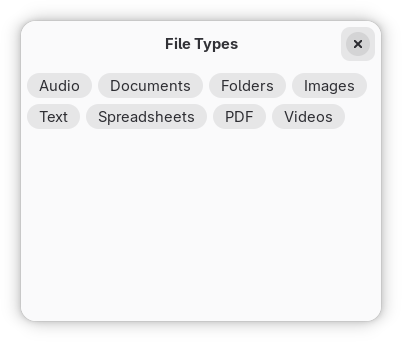 File Types
Audio Documents Folders Images
Text Spreadsheets PDF Videos